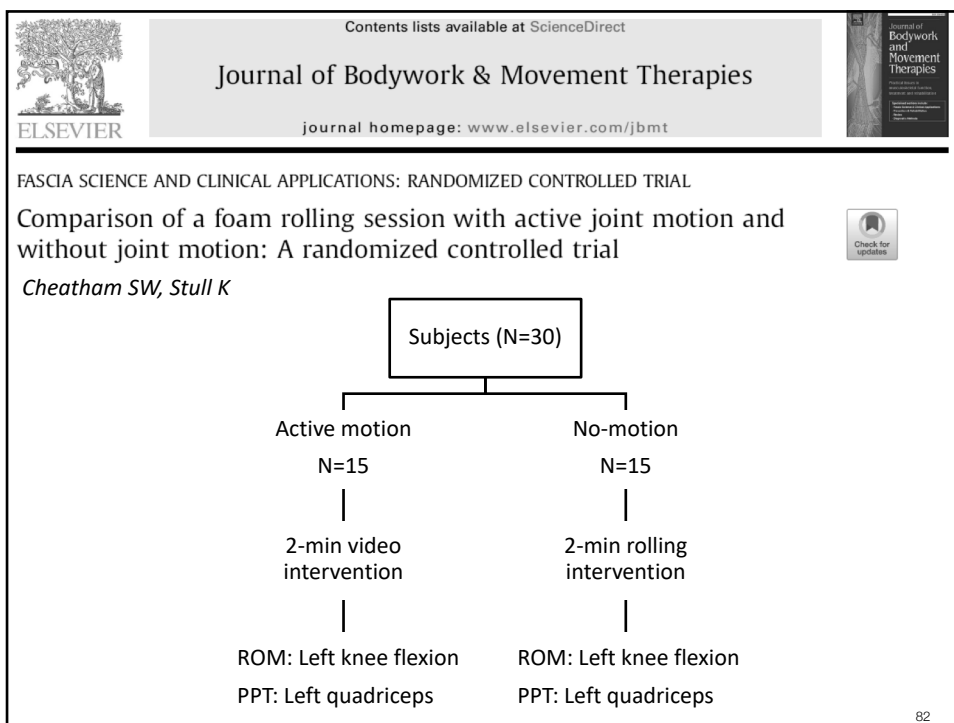 Contents lists available at ScienceDirect
Journal of Bodywork & Movement Therapies
journal homepage: www.elsevier.com/jbmt
ELSEVIER
Journal of
Bodywork
and
Movement
Therapies
FASCIA SCIENCE AND CLINICAL APPLICATIONS: RANDOMIZED CONTROLLED TRIAL
Comparison of a foam rolling session with active joint motion and
without joint motion: A randomized controlled trial
Check for
updates
Cheatham SW, Stull K
Subjects (N=30)
Active motion
N=15
No-motion
N=15
2-min video
intervention
2-min rolling
intervention
ROM: Left knee flexion
PPT: Left quadriceps
ROM: Left knee flexion
PPT: Left quadriceps
82